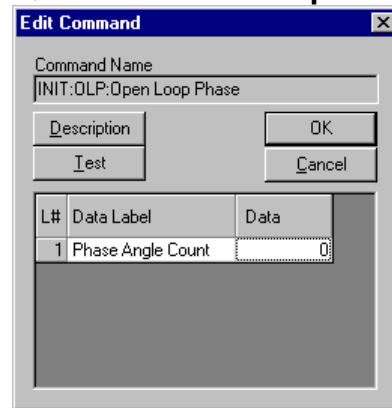 Edit Command
Command Name
INIT:OLP:Open Loop Phase
Description
OK
Test
Cancel
L# Data Label Data
1 Phase Angle Count 0